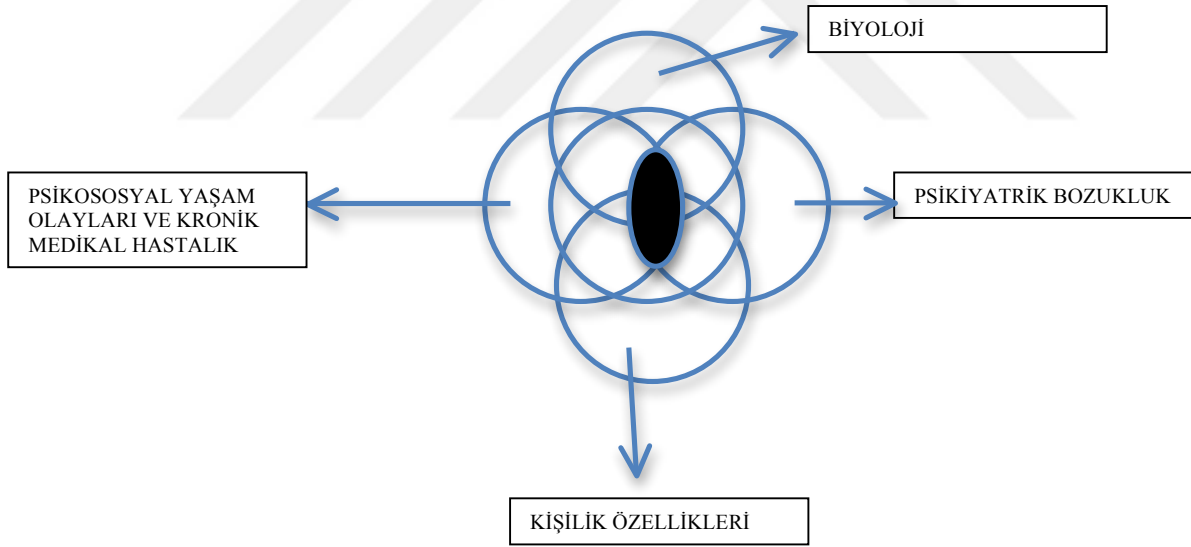 BİYOLOJİ
PSİKOSOSYAL YAŞAM
OLAYLARI VE KRONİK
MEDİKAL HASTALIK
PSİKİYATRİK BOZUKLUK
KİŞİLİK ÖZELLİKLERİ